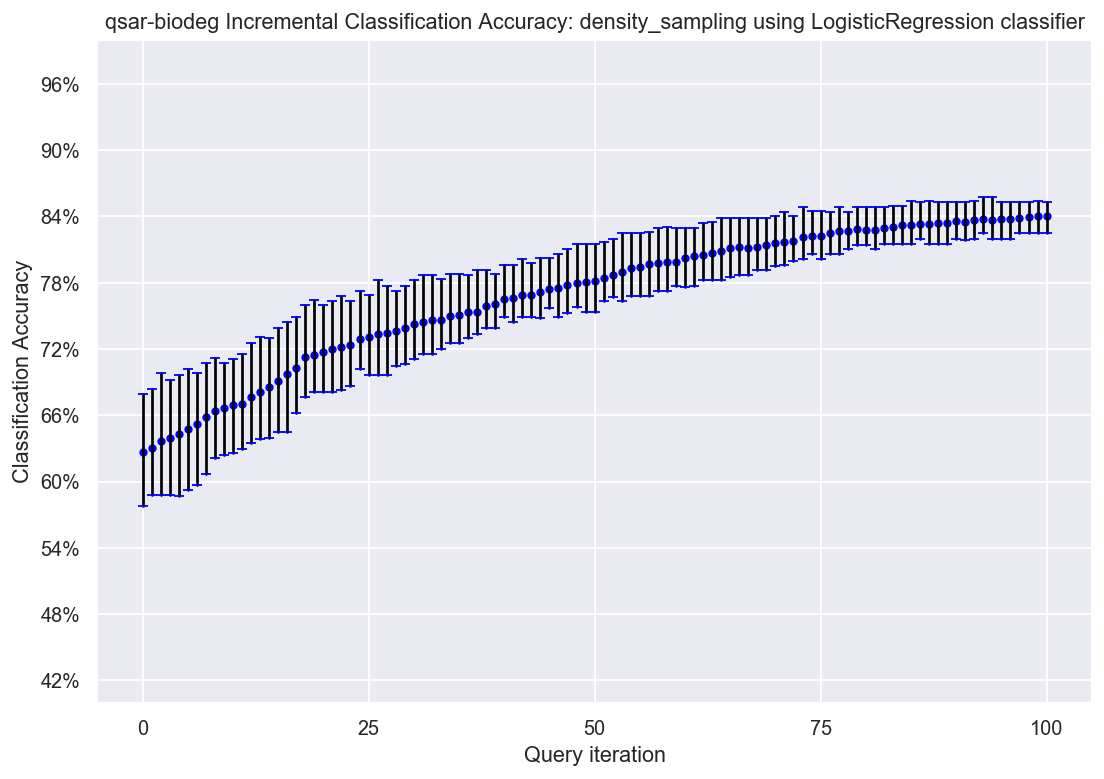 qsar-biodeg Incremental Classification Accuracy: density_sampling using LogisticRegression classifier
96%
90%
84%
78%
72%
66%
60%
54%
48%
42%
Classification Accuracy
0 25 50 75 100
Query iteration